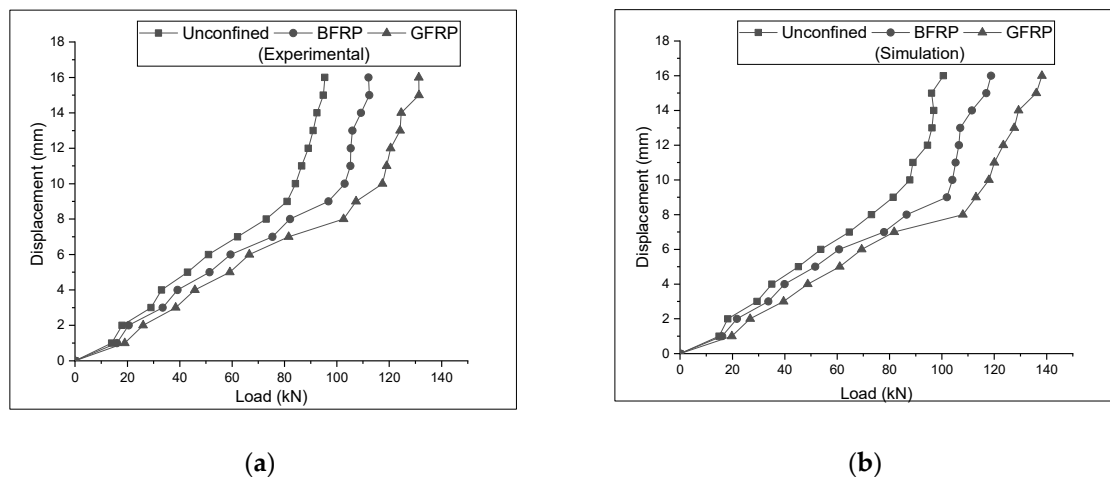 Unconfined BFRP GFRP
(Experimental)
18
16
14
12
10
8
6
4
2
0
Displacement (mm)
0 20 40 60 80 100 120 140
Load (kN)
(a)
Unconfined BFRP GFRP
(Simulation)
18
16
14
12
10
8
6
4
2
0
Displacement (mm)
0 20 40 60 80 100 120 140
Load (kN)
(b)